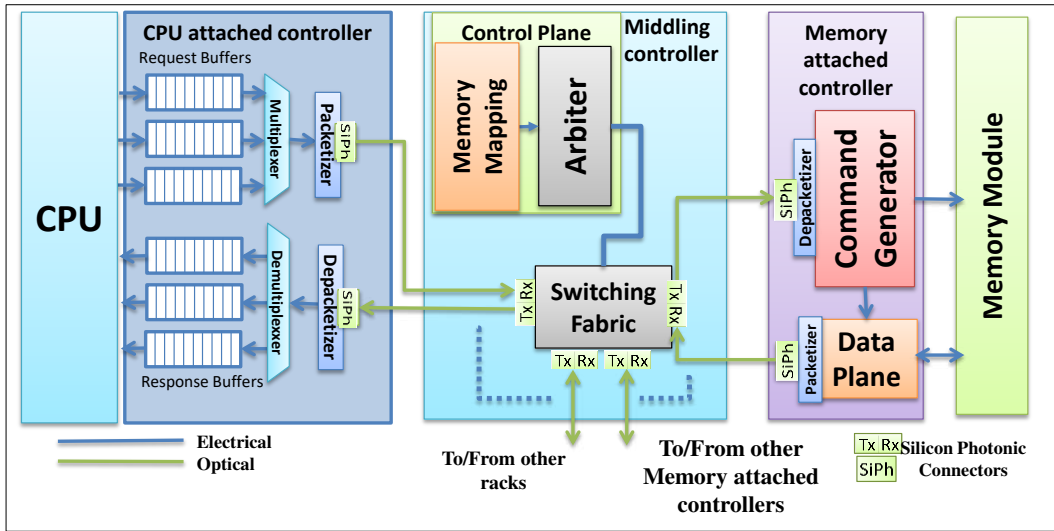 CPU
CPU attached controller
Request Buffers
Multiplexer
Packetizer
SiPh
Demultiplexxer
Depacketizer
SiPh
Response Buffers
Control Plane
Middling
controller
Memory
Mapping
Arbiter
Switching
Fabric
Tx Rx
Tx Rx
Tx Rx
Tx Rx
Memory
attached
controller
SiPh
Depacketizer
Command
Generator
SiPh
Packetizer
Data
Plane
Memory Module
Electrical
Optical
To/From other
racks
To/From other
Memory attached
controllers
Tx Rx Silicon Photonic
SiPh Connectors